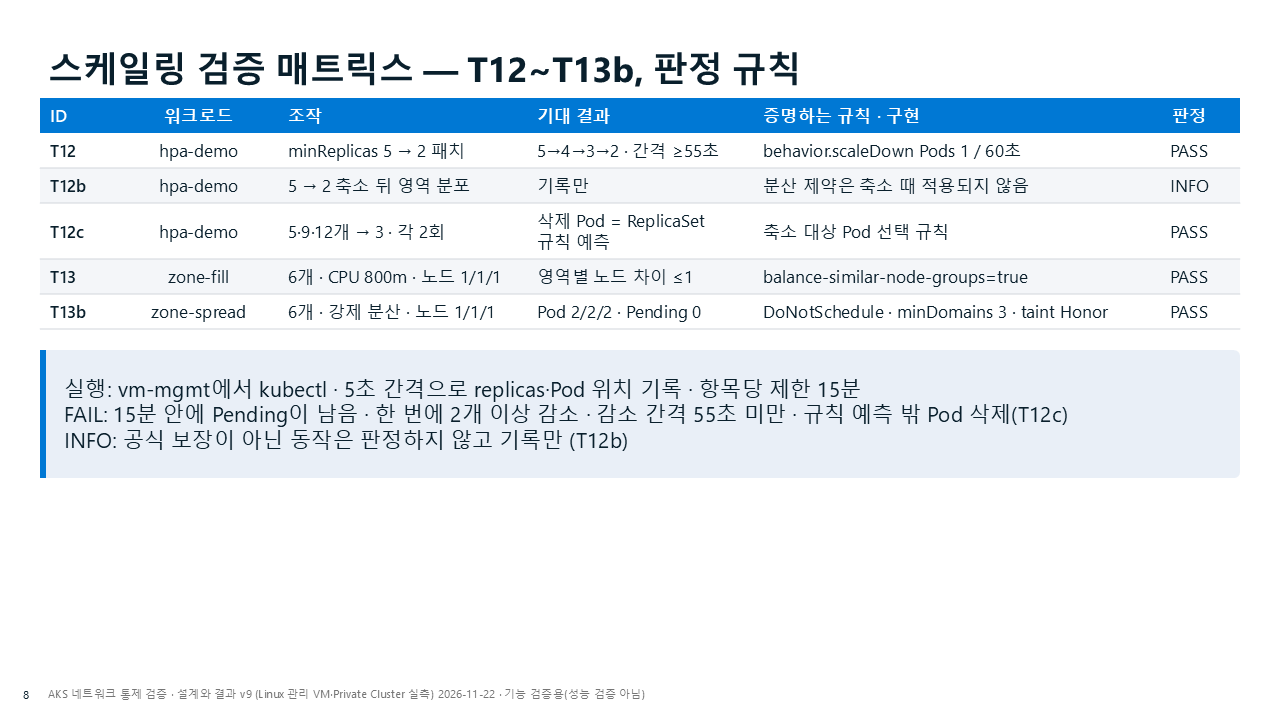 스케일링 검증 매트릭스 — T12~T13b, 판정 규칙
ID 워크로드 조작 기대 결과 증명하는 규칙 · 구현 판정
T12 hpa-demo minReplicas 5 → 2 패치 5→4→3→2 · 간격 ≥55초 behavior.scaleDown Pods 1 / 60초 PASS
T12b hpa-demo 5 → 2 축소 뒤 영역 분포 기록만 분산 제약은 축소 때 적용되지 않음 INFO
T12c hpa-demo 5·9·12개 → 3 · 각 2회 삭제 Pod = ReplicaSet 규칙 예측 축소 대상 Pod 선택 규칙 PASS
T13 zone-fill 6개 · CPU 800m · 노드 1/1/1 영역별 노드 차이 ≤1 balance-similar-node-groups=true PASS
T13b zone-spread 6개 · 강제 분산 · 노드 1/1/1 Pod 2/2/2 · Pending 0 DoNotSchedule · minDomains 3 · taint Honor PASS
실행: vm-mgmt에서 kubectl · 5초 간격으로 replicas·Pod 위치 기록 · 항목당 제한 15분
FAIL: 15분 안에 Pending이 남음 · 한 번에 2개 이상 감소 · 감소 간격 55초 미만 · 규칙 예측 밖 Pod 삭제(T12c)
INFO: 공식 보장이 아닌 동작은 판정하지 않고 기록만 (T12b)
8 AKS 네트워크 통제 검증 · 설계와 결과 v9 (Linux 관리 VM·Private Cluster 실측) 2026-11-22 · 기능 검증용(성능 검증 아님)